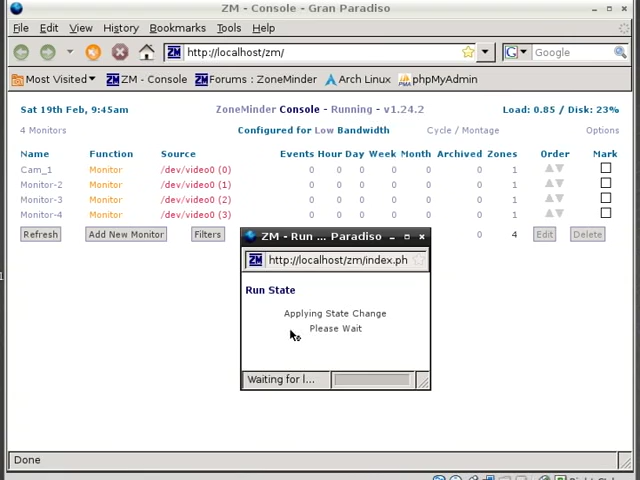 ZM - Console - Gran Paradiso
File Edit View History Bookmarks Tools Help
ZM http://localhost/zm/ G Google
Most Visited ZM ZM - Console ZM Forums : ZoneMinder Arch Linux phpMyAdmin
Sat 19th Feb, 9:45am ZoneMinder Console - Running - v1.24.2 Load: 0.85 / Disk: 23%
4 Monitors Configured for Low Bandwidth Cycle / Montage Options
Name Function Source Events Hour Day Week Month Archived Zones Order Mark
Cam_1 Monitor /dev/video0 (0) 0 0 0 0 0 0 1
Monitor-2 Monitor /dev/video0 (1) 0 0 0 0 0 0 1
Monitor-3 Monitor /dev/video0 (2) 0 0 0 0 0 0 1
Monitor-4 Monitor /dev/video0 (3) 0 0 0 0 0 0 1
Refresh Add New Monitor Filters 0 4 Edit Delete
ZM - Run ... Paradiso
ZM http://localhost/zm/index.ph
Run State
Applying State Change
Please Wait
Waiting for l...
Done